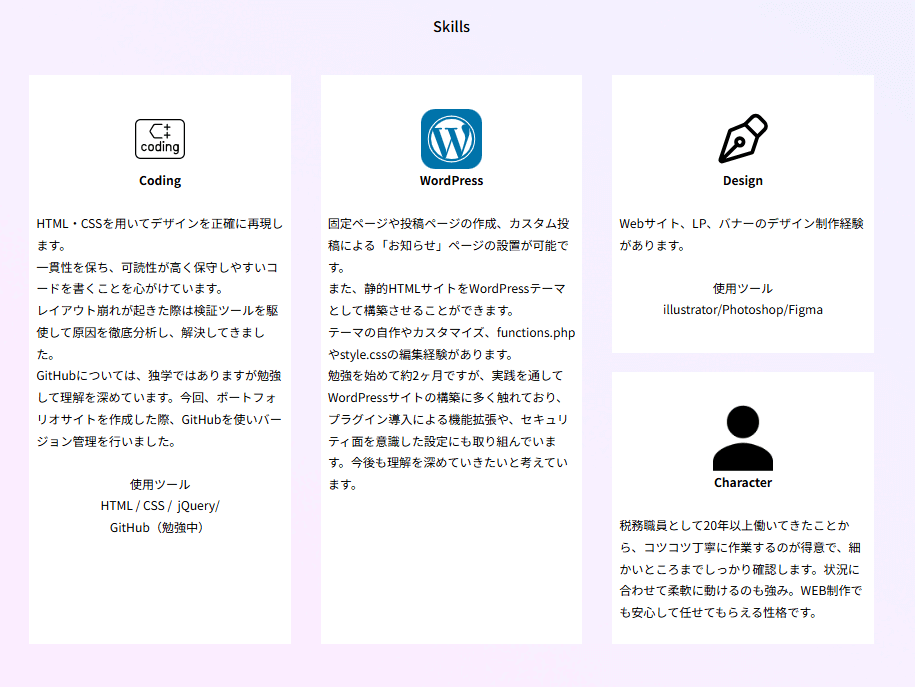 Skills
coding
Coding
HTML・CSSを用いてデザインを正確に再現し
ます。
一貫性を保ち、可読性が高く保守しやすいコ
ードを書くことを心がけています。
レイアウト崩れが起きた際は検証ツールを駆
使して原因を徹底分析し、解決してきまし
た。
GitHubについては、独学ではありますが勉強
して理解を深めています。今回、ポートフォ
リオサイトを作成した際、GitHubを使いバー
ジョン管理を行いました。
使用ツール
HTML / CSS / jQuery/
GitHub（勉強中）
WordPress
固定ページや投稿ページの作成、カスタム投
稿による「お知らせ」ページの設置が可能で
す。
また、静的HTMLサイトをWordPressテーマ
として構築させることができます。
テーマの自作やカスタマイズ、functions.php
やstyle.cssの編集経験があります。
勉強を始めて約2ヶ月ですが、実践を通して
WordPressサイトの構築に多く触れており、
プラグイン導入による機能拡張や、セキュリ
ティ面を意識した設定にも取り組んでいま
す。今後も理解を深めていきたいと考えてい
ます。
Design
Webサイト、LP、バナーのデザイン制作経験
があります。
使用ツール
illustrator/Photoshop/Figma
Character
税務職員として20年以上働いてきたことか
ら、コツコツ丁寧に作業するのが得意で、細
かいところまでしっかり確認します。状況に
合わせて柔軟に動けるのも強み。WEB制作で
も安心して任せてもらえる性格です。